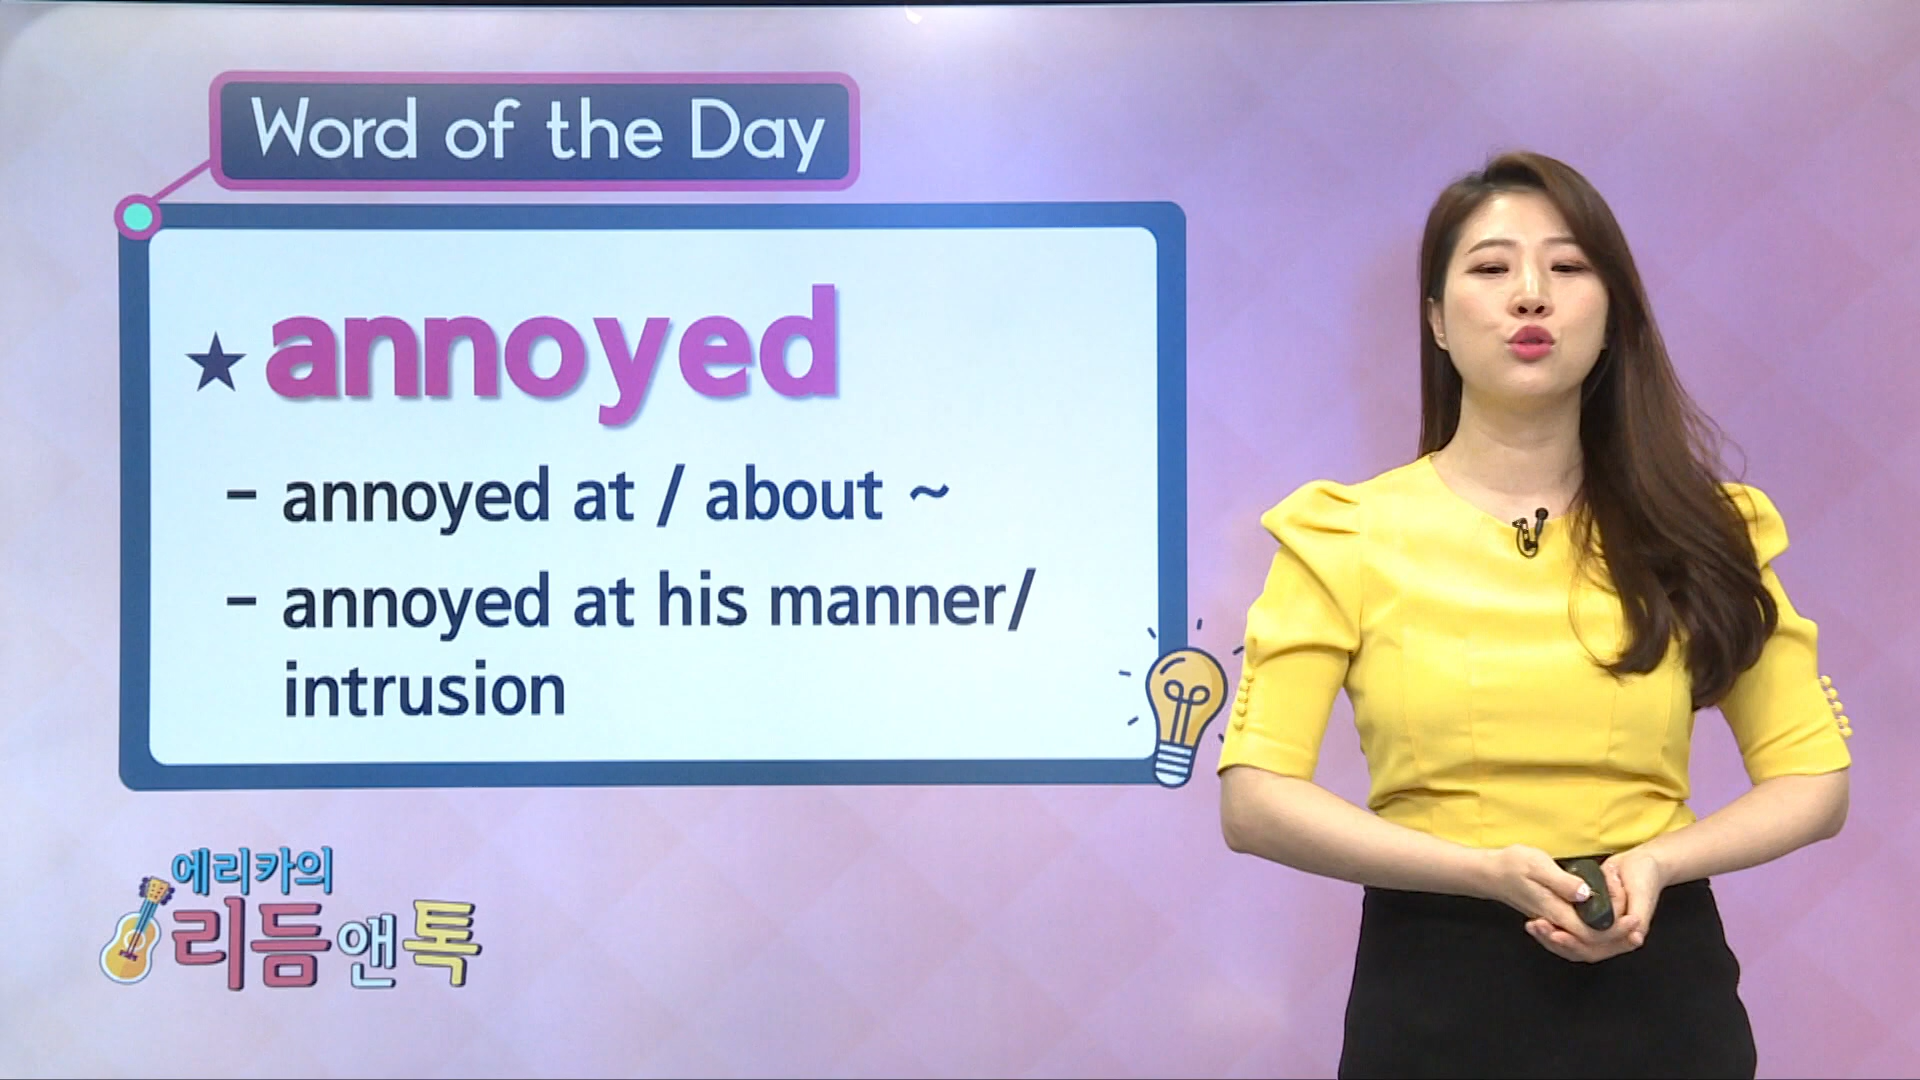 Word of the Day
★ annoyed
- annoyed at / about ~
- annoyed at his manner/
intrusion
에리카의
리듬앤톡